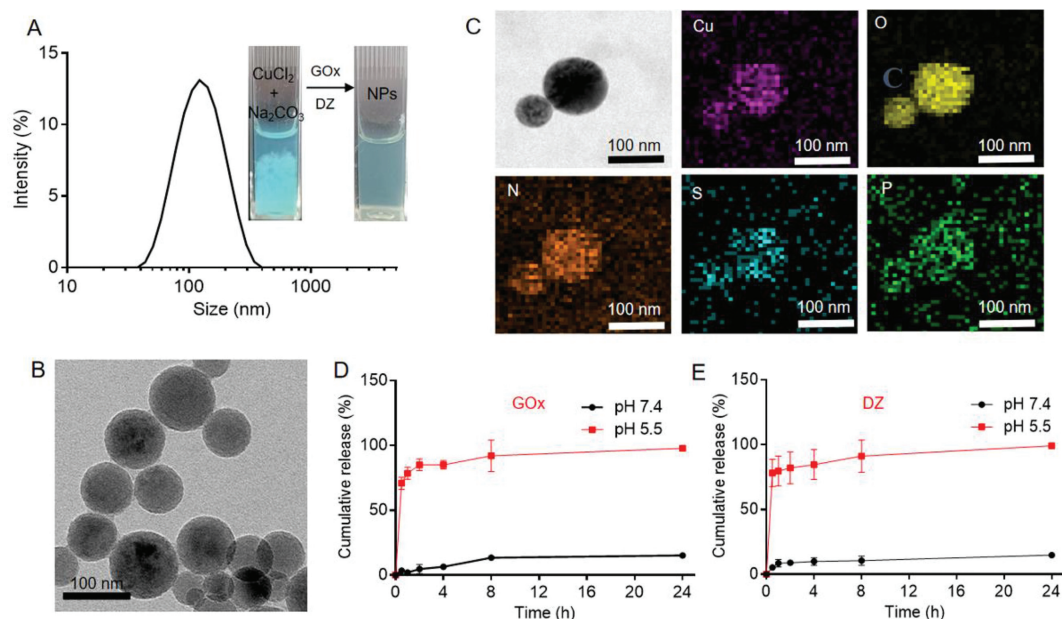 A
15
10
5
0
Intensity (%)
10
100
1000
Size (nm)
CuCl2
+
Na2CO3
GOx
DZ
NPs
C
100 nm
Cu
100 nm
O
C
100 nm
N
100 nm
S
100 nm
P
100 nm
B
100 nm
D
150
100
50
0
Cumulative release (%)
GOx
pH 7.4
pH 5.5
0 4 8 12 16 20 24
Time (h)
E
150
100
50
0
Cumulative release (%)
DZ
pH 7.4
pH 5.5
0 4 8 12 16 20 24
Time (h)